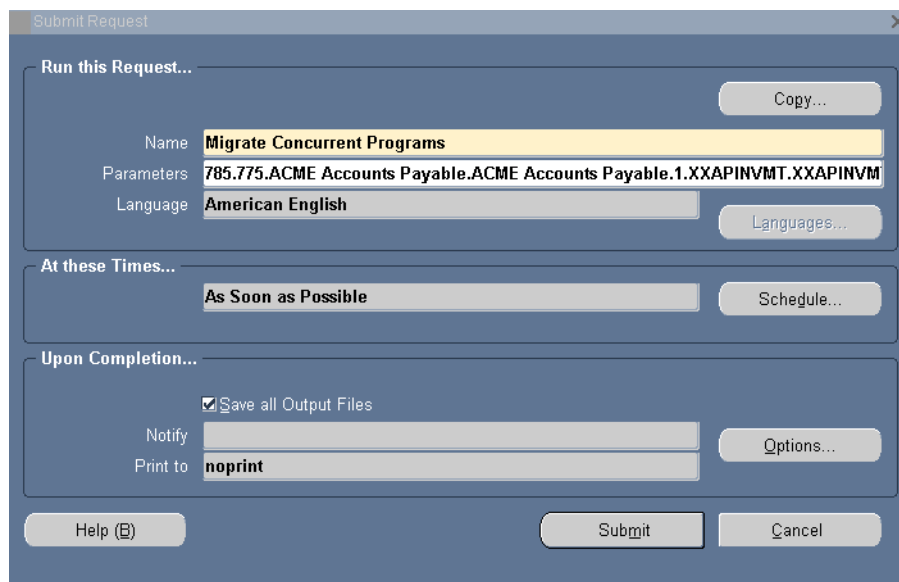 Submit Request
Run this Request...
Copy...
Name Migrate Concurrent Programs
Parameters 785.775.ACME Accounts Payable.ACME Accounts Payable.1.XXAPINVMT.XXAPINVM
Language American English
Languages...
At these Times...
As Soon as Possible Schedule...
Upon Completion...
Save all Output Files
Notify
Options...
Print to noprint
Help (B) Submit Cancel